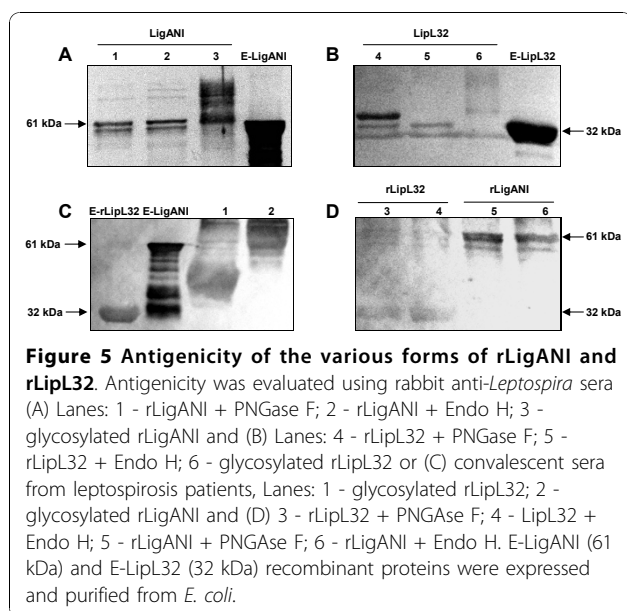 LigANI
LipL32
A
1 2 3 E-LigANI
B
4 5 6 E-LipL32
61 kDa
32 kDa
C
E-rLipL32 E-LigANI 1 2
D
rLipL32 rLigANI
3 4 5 6
61 kDa
61 kDa
32 kDa
32 kDa
Figure 5 Antigenicity of the various forms of rLigANI and
rLipL32. Antigenicity was evaluated using rabbit anti-Leptospira sera
(A) Lanes: 1 - rLigANI + PNGase F; 2 - rLigANI + Endo H; 3 -
glycosylated rLigANI and (B) Lanes: 4 - rLipL32 + PNGase F; 5 -
rLipL32 + Endo H; 6 - glycosylated rLipL32 or (C) convalescent sera
from leptospirosis patients, Lanes: 1 - glycosylated rLipL32; 2 -
glycosylated rLigANI and (D) 3 - rLipL32 + PNGAse F; 4 - LipL32 +
Endo H; 5 - rLigANI + PNGAse F; 6 - rLigANI + Endo H. E-LigANI (61
kDa) and E-LipL32 (32 kDa) recombinant proteins were expressed
and purified from E. coli.